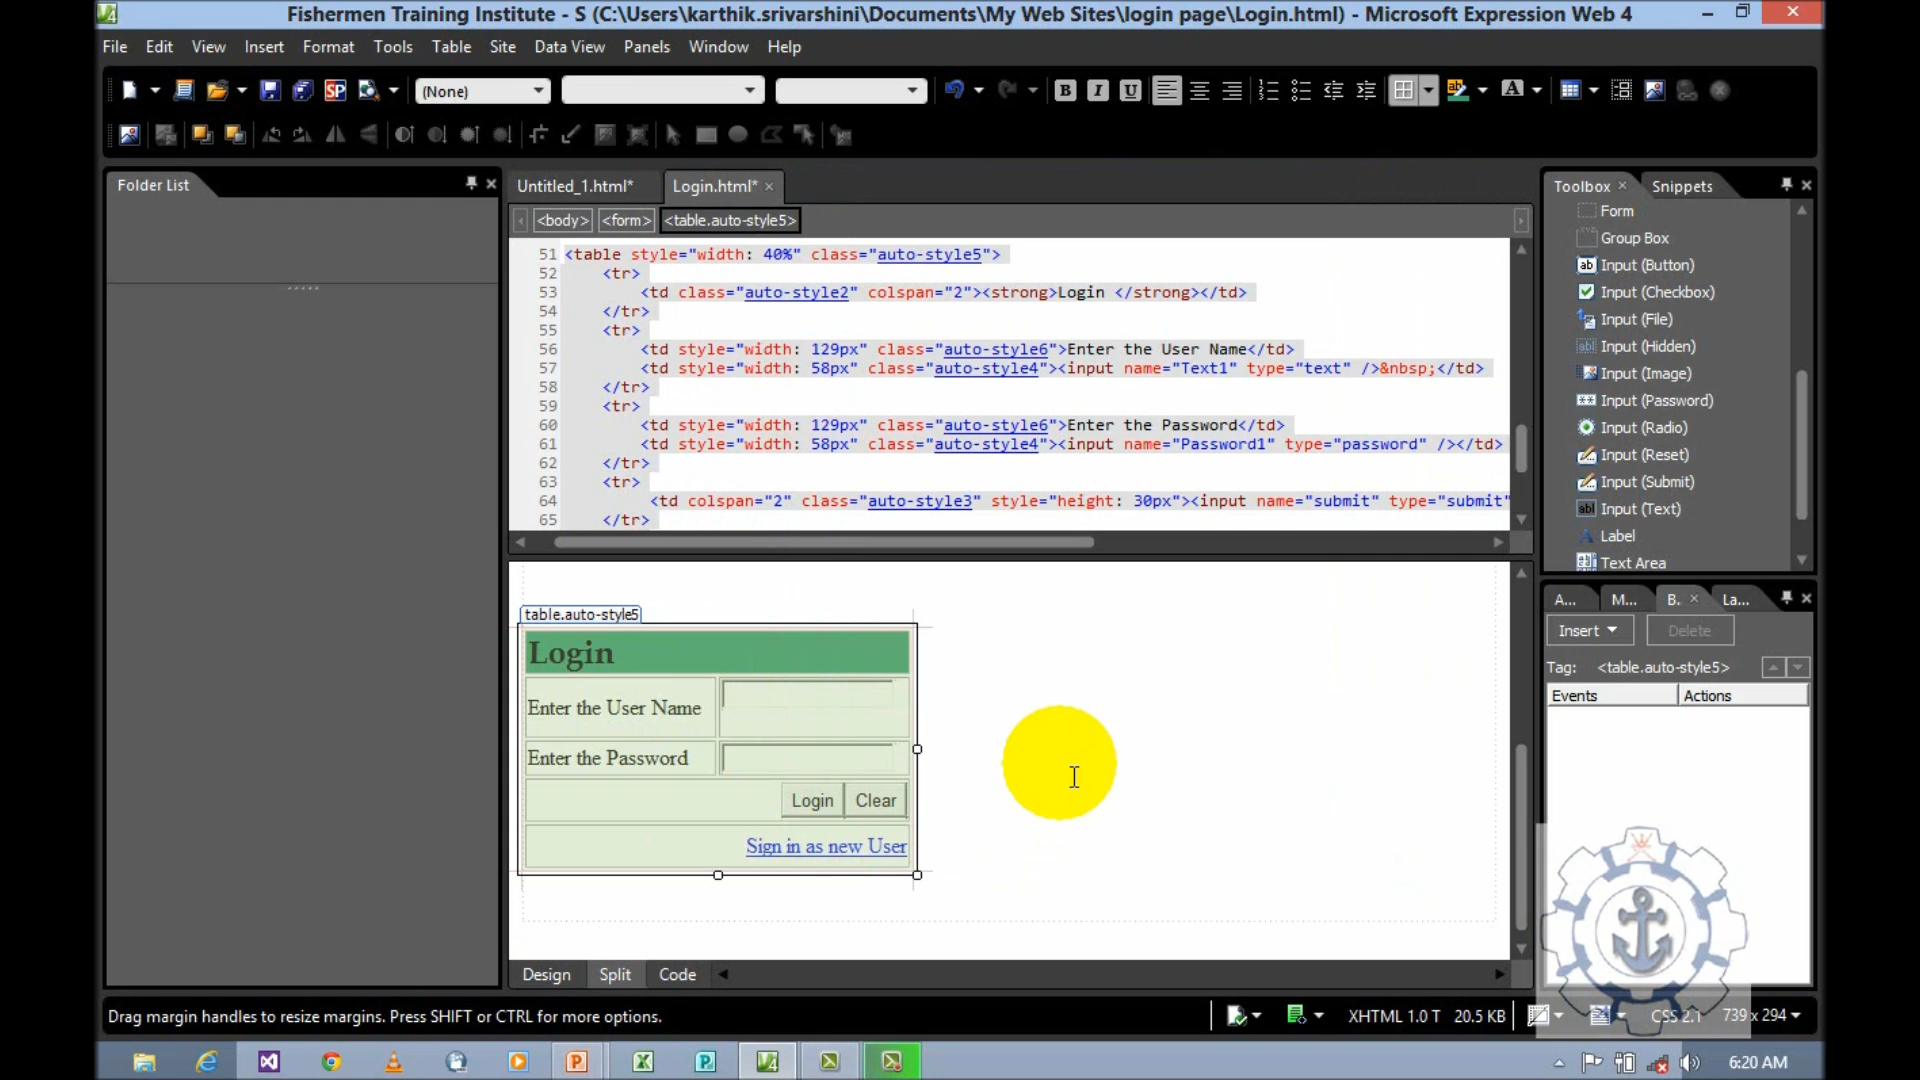 Fishermen Training Institute - S (C:\Users\karthik.srivarshini\Documents\My Web Sites\login page\Login.html) - Microsoft Expression Web 4
File Edit View Insert Format Tools Table Site Data View Panels Window Help
(None)
Folder List
Untitled_1.html* Login.html*
<body> <form> <table.auto-style5>
51 <table style="width: 40%" class="auto-style5">
52 <tr>
53 <td class="auto-style2" colspan="2"><strong>Login </strong></td>
54 </tr>
55 <tr>
56 <td style="width: 129px" class="auto-style6">Enter the User Name</td>
57 <td style="width: 58px" class="auto-style4"><input name="Text1" type="text" />&nbsp;</td>
58 </tr>
59 <tr>
60 <td style="width: 129px" class="auto-style6">Enter the Password</td>
61 <td style="width: 58px" class="auto-style4"><input name="Password1" type="password" /></td>
62 </tr>
63 <tr>
64 <td colspan="2" class="auto-style3" style="height: 30px"><input name="submit" type="submit"
65 </tr>
table.auto-style5
Login
Enter the User Name
Enter the Password
Login Clear
Sign in as new User
Design Split Code
Toolbox Snippets
Form
Group Box
Input (Button)
Input (Checkbox)
Input (File)
Input (Hidden)
Input (Image)
Input (Password)
Input (Radio)
Input (Reset)
Input (Submit)
Input (Text)
Label
Text Area
A... M... B. La...
Insert Delete
Tag: <table.auto-style5>
Events Actions
Drag margin handles to resize margins. Press SHIFT or CTRL for more options.
XHTML 1.0 T 20.5 KB CSS 2.1 739 x 294
6:20 AM